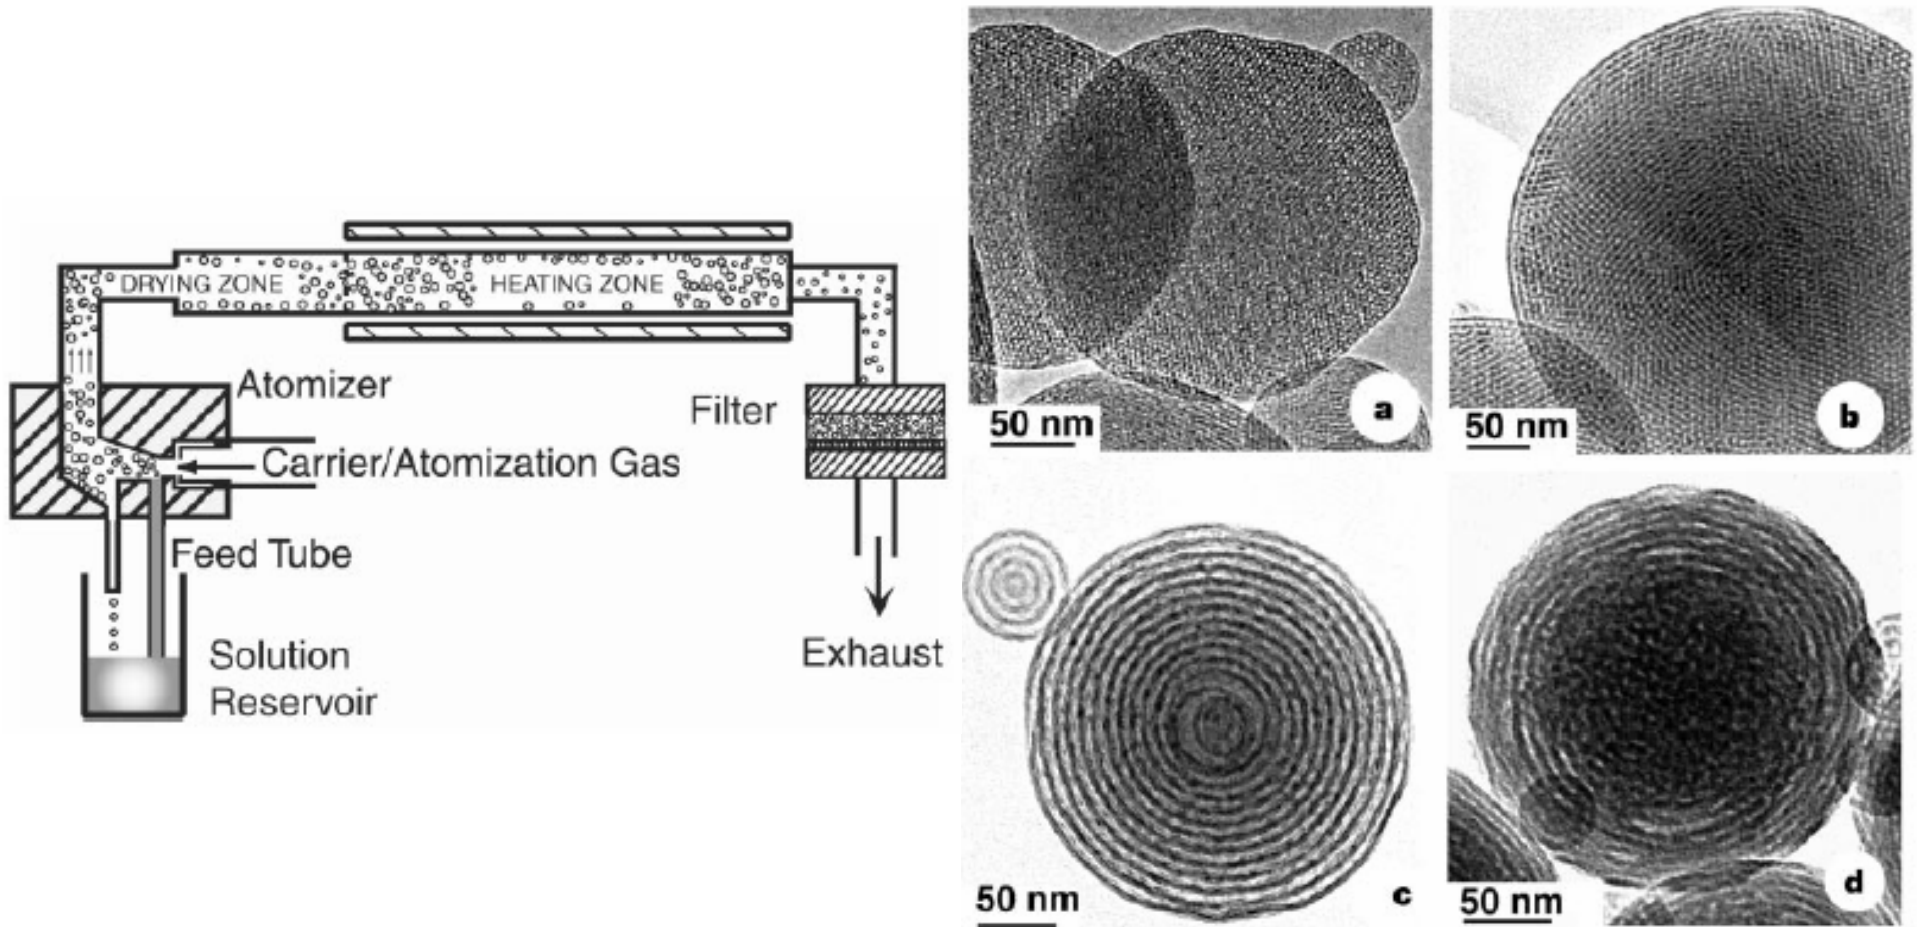 DRYING ZONE
HEATING ZONE
Atomizer
Filter
Carrier/Atomization Gas
Feed Tube
Exhaust
Solution
Reservoir
50 nm
a
50 nm
b
50 nm
c
50 nm
d